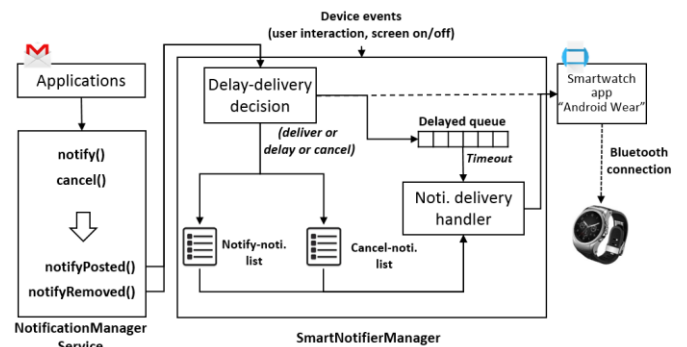 Device events
(user interaction, screen on/off)
Applications
notify()
cancel()
notifyPosted()
notifyRemoved()
NotificationManager
Service
Delay-delivery
decision
(deliver or
delay or cancel)
Delayed queue
Timeout
Noti. delivery
handler
Notify-noti.
list
Cancel-noti.
list
SmartNotifierManager
Smartwatch
app
"Android Wear"
Bluetooth
connection